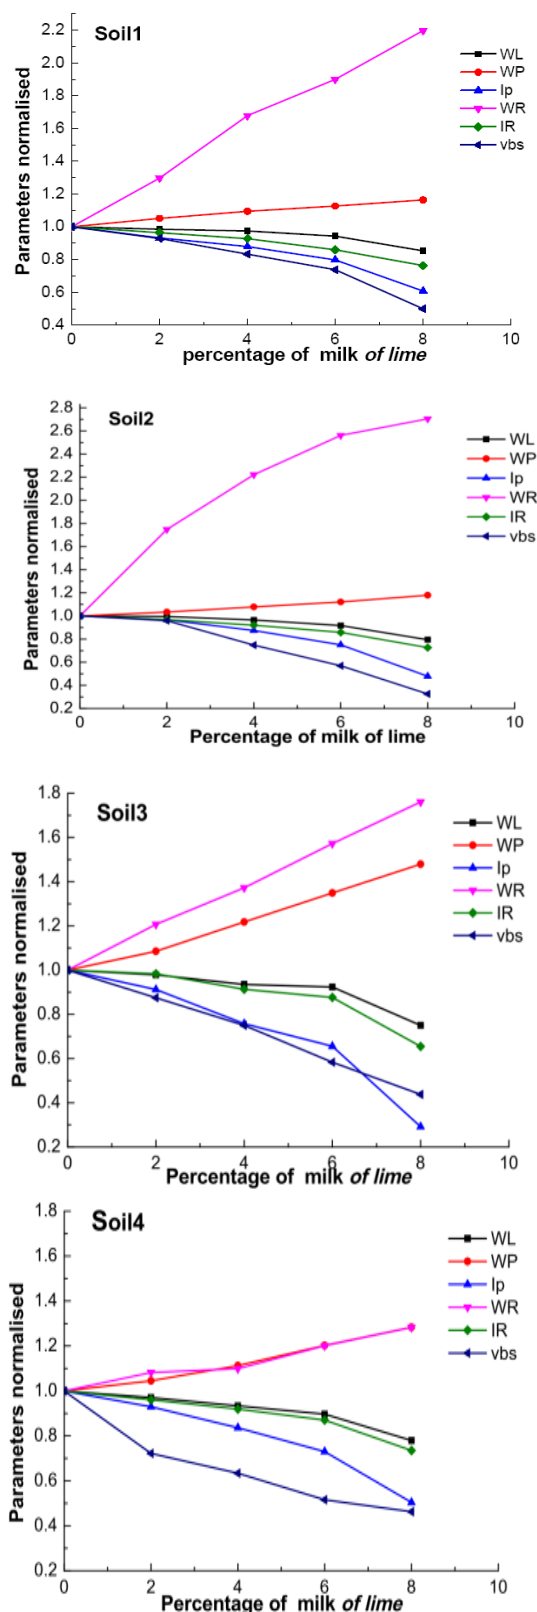 Soil1
2.2
2.0
1.8
1.6
1.4
1.2
1.0
0.8
0.6
0.4
Parameters normalised
WL
WP
Ip
WR
IR
vbs
0 2 4 6 8 10
percentage of milk of lime
Soil2
2.8
2.6
2.4
2.2
2.0
1.8
1.6
1.4
1.2
1.0
0.8
0.6
0.4
0.2
Parameters normalised
WL
WP
Ip
WR
IR
vbs
0 2 4 6 8 10
Percentage of milk of lime
Soil3
1.8
1.6
1.4
1.2
1.0
0.8
0.6
0.4
0.2
Parameters normalised
WL
WP
Ip
WR
IR
vbs
0 2 4 6 8 10
Percentage of milk of lime
Soil4
1.8
1.6
1.4
1.2
1.0
0.8
0.6
0.4
0.2
Parameters normalised
WL
WP
Ip
WR
IR
vbs
0 2 4 6 8 10
Percentage of milk of lime